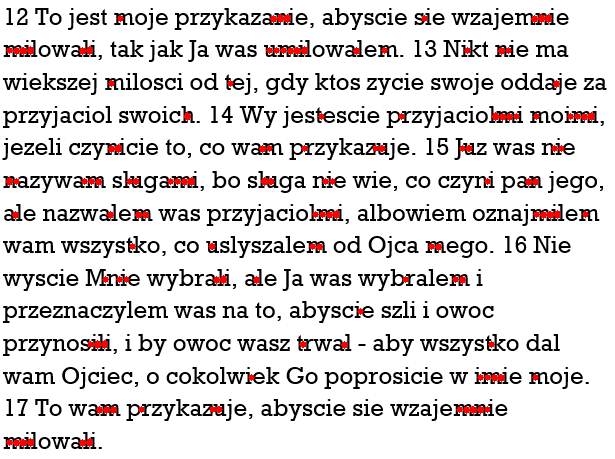 12 To jest moje przykazanie, abyscie sie wzajemnie
milowali, tak jak Ja was umilowalem. 13 Nikt nie ma
wiekszej milosci od tej, gdy ktos zycie swoje oddaje za
przyjaciol swoich. 14 Wy jestescie przyjaciolmi moimi,
jezeli czynicie to, co wam przykazuje. 15 Juz was nie
nazywam slugami, bo sluga nie wie, co czyni pan jego,
ale nazwalem was przyjaciolmi, albowiem oznajmilem
wam wszystko, co uslyszalem od Ojca mego. 16 Nie
wyscie Mnie wybrali, ale Ja was wybralem i
przeznaczylem was na to, abyscie szli i owoc
przynosili, i by owoc wasz trwal - aby wszystko dal
wam Ojciec, o cokolwiek Go poprosicie w imie moje.
17 To wam przykazuje, abyscie sie wzajemnie
milowali.